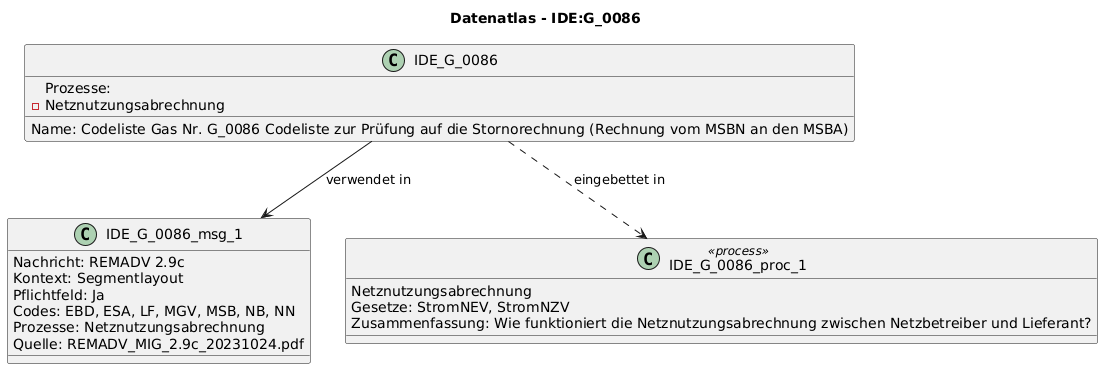 Datenatlas - IDE:G_0086
C IDE_G_0086
Prozesse:
Netznutzungsabrechnung
Name: Codeliste Gas Nr. G_0086 Codeliste zur Prüfung auf die Stornorechnung (Rechnung vom MSBN an den MSBA)
verwendet in
eingebettet in
C IDE_G_0086_msg_1
Nachricht: REMADV 2.9c
Kontext: Segmentlayout
Pflichtfeld: Ja
Codes: EBD, ESA, LF, MGV, MSB, NB, NN
Prozesse: Netznutzungsabrechnung
Quelle: REMADV_MIG_2.9c_20231024.pdf
«process»
C IDE_G_0086_proc_1
Netznutzungsabrechnung
Gesetze: StromNEV, StromNZV
Zusammenfassung: Wie funktioniert die Netznutzungsabrechnung zwischen Netzbetreiber und Lieferant?